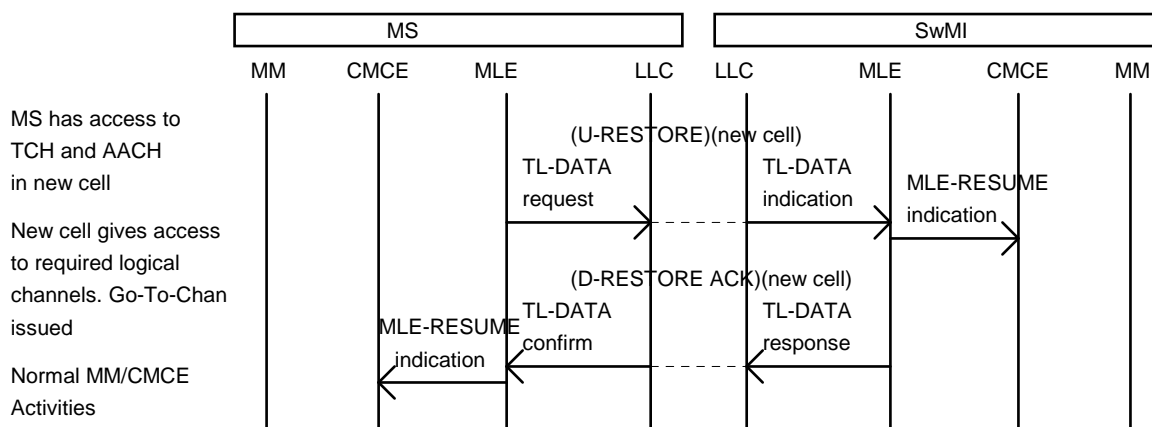 MS
SwMI
MM
CMCE
MLE
LLC
LLC
MLE
CMCE
MM
MS has access to
TCH and AACH
in new cell
(U-RESTORE)(new cell)
TL-DATA
request
TL-DATA
indication
MLE-RESUME
indication
New cell gives access
to required logical
channels. Go-To-Chan
issued
(D-RESTORE ACK)(new cell)
MLE-RESUME
indication
TL-DATA
confirm
TL-DATA
response
Normal MM/CMCE
Activities